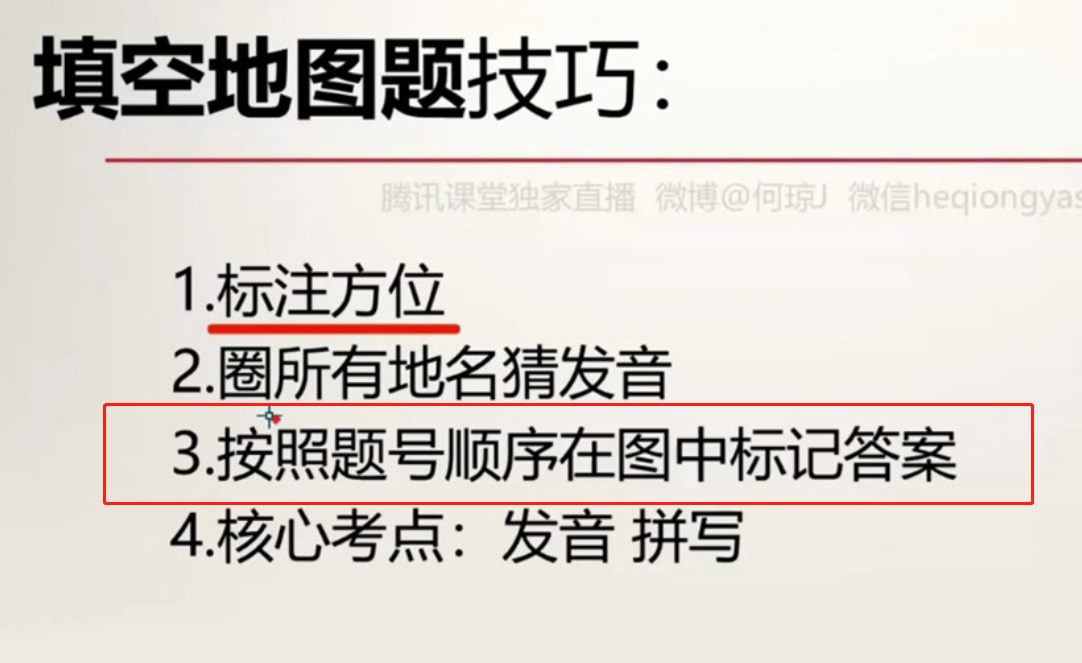 填空地图题技巧：
腾讯课堂独家直播 微博@何琼J 微信heqiongyas
1.标注方位
2.圈所有地名猜发音
3.按照题号顺序在图中标记答案
4.核心考点：发音 拼写